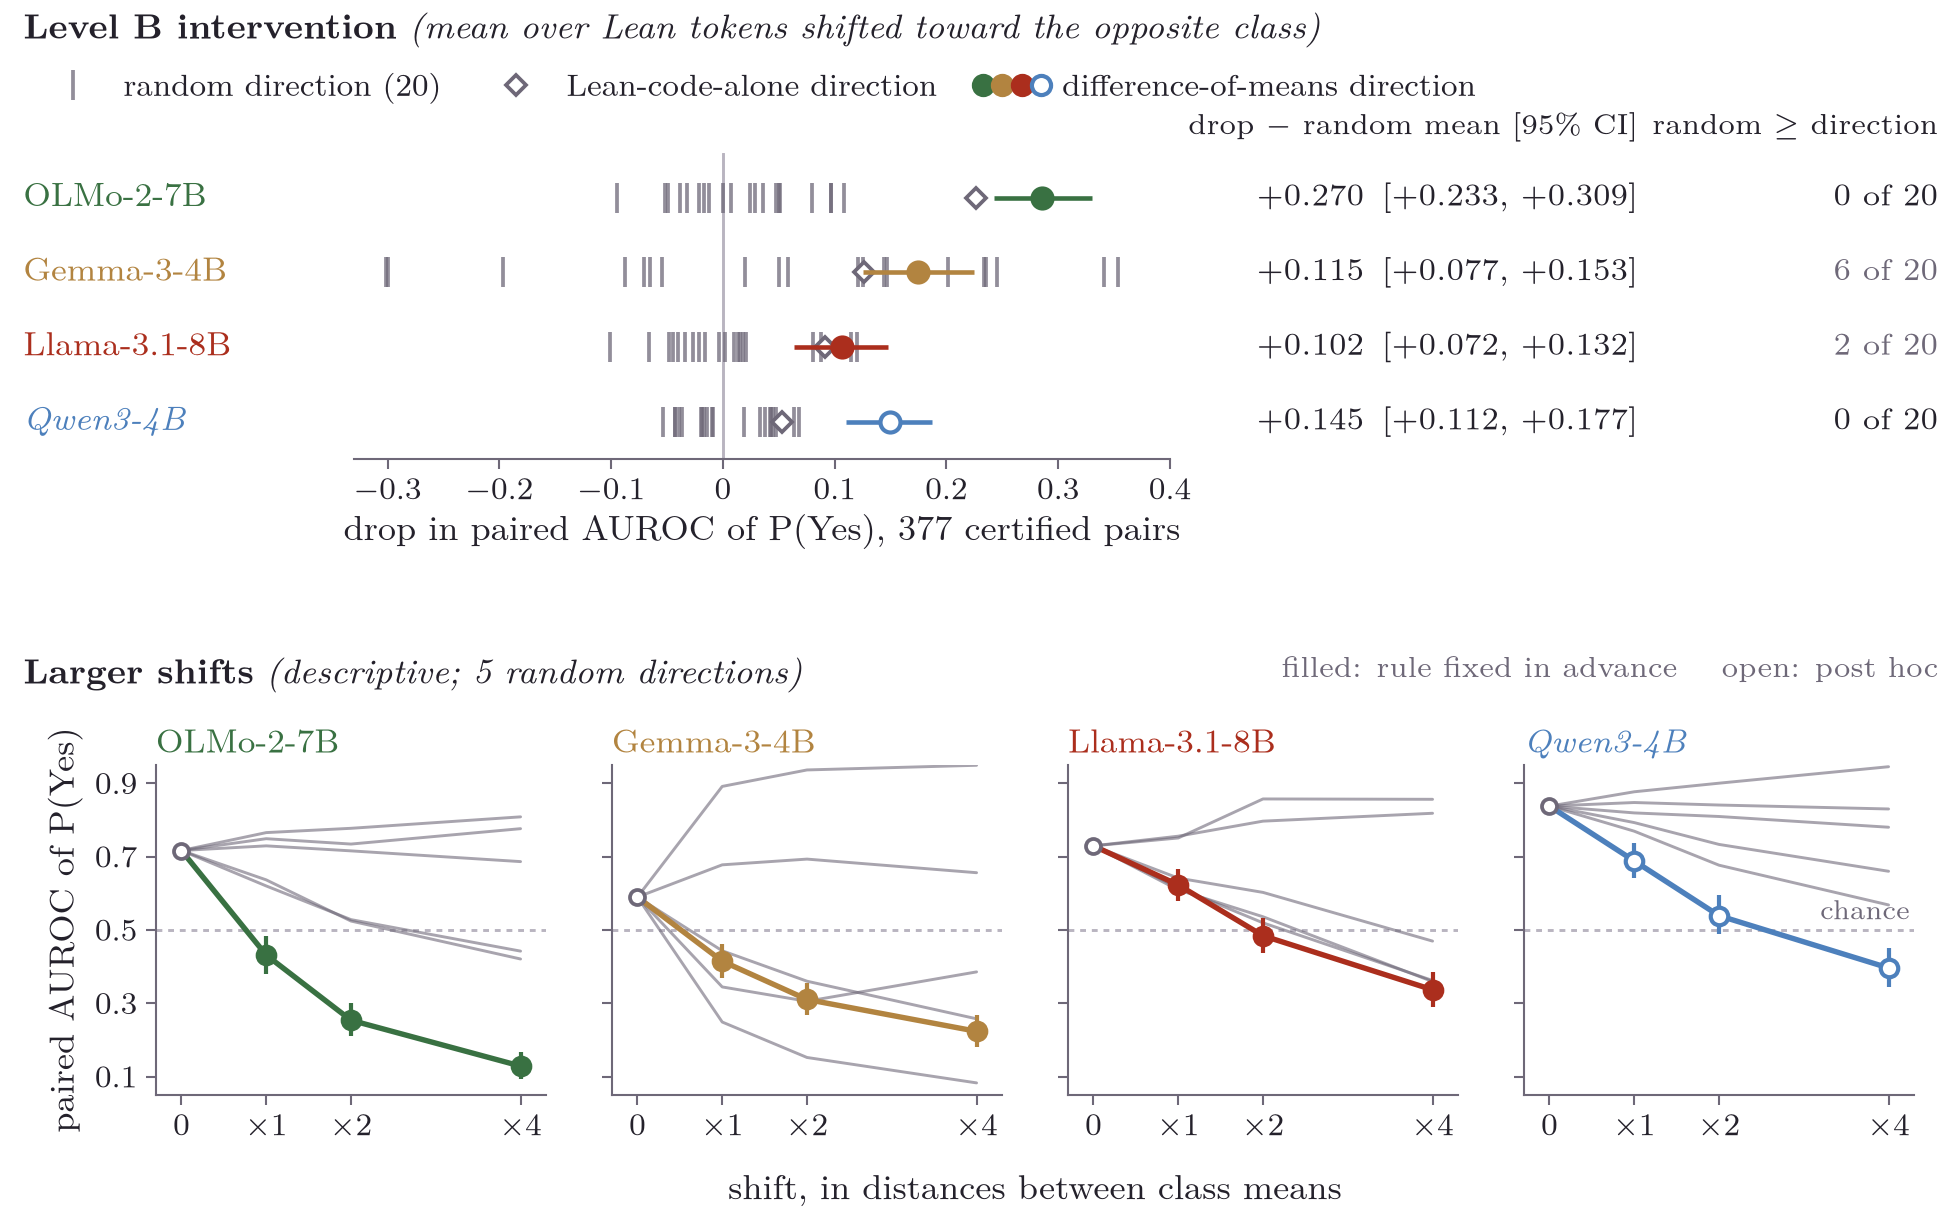 Level B intervention (mean over Lean tokens shifted toward the opposite class)
random direction (20) Lean-code-alone direction difference-of-means direction
drop − random mean [95% CI] random ≥ direction
OLMo-2-7B +0.270 [+0.233, +0.309] 0 of 20
Gemma-3-4B +0.115 [+0.077, +0.153] 6 of 20
Llama-3.1-8B +0.102 [+0.072, +0.132] 2 of 20
Qwen3-4B +0.145 [+0.112, +0.177] 0 of 20
−0.3 −0.2 −0.1 0 0.1 0.2 0.3 0.4
drop in paired AUROC of P(Yes), 377 certified pairs
Larger shifts (descriptive; 5 random directions) filled: rule fixed in advance open: post hoc
OLMo-2-7B Gemma-3-4B Llama-3.1-8B Qwen3-4B
paired AUROC of P(Yes)
0.9
0.7
0.5
0.3
0.1
chance
0 ×1 ×2 ×4 0 ×1 ×2 ×4 0 ×1 ×2 ×4 0 ×1 ×2 ×4
shift, in distances between class means